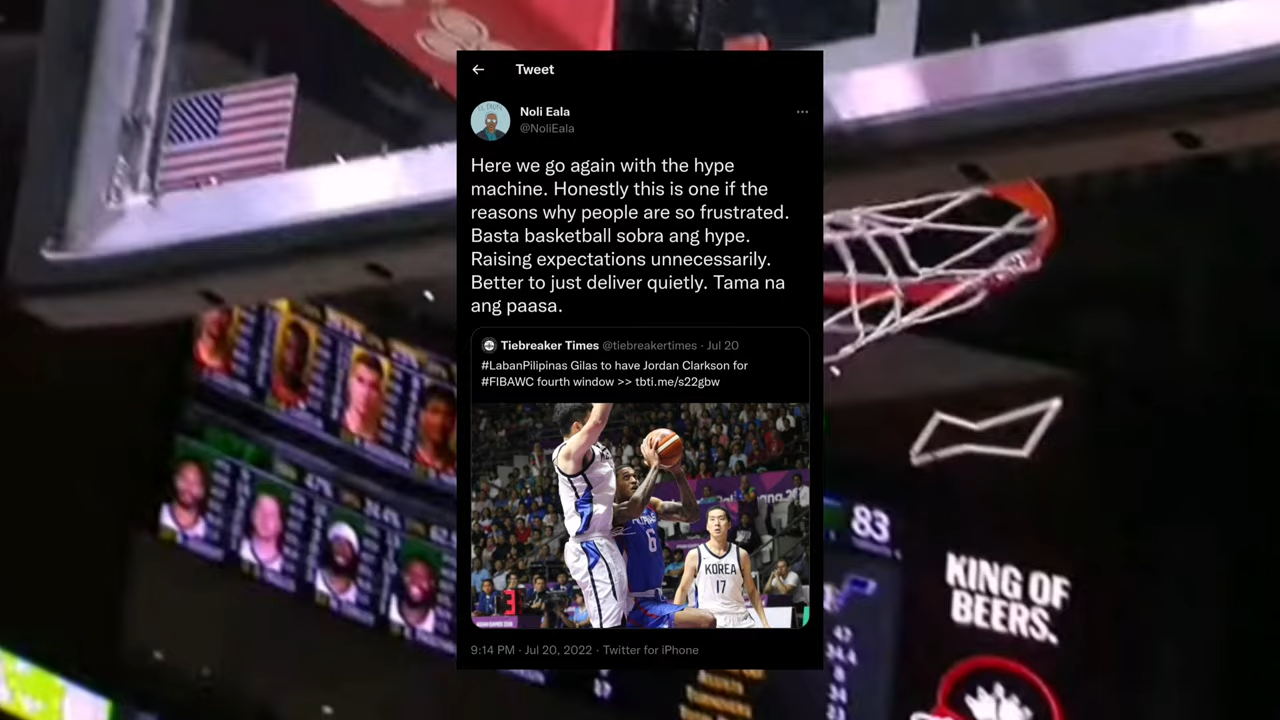 Tweet
Noli Eala
@NoliEala
Here we go again with the hype
machine. Honestly this is one if the
reasons why people are so frustrated.
Basta basketball sobra ang hype.
Raising expectations unnecessarily.
Better to just deliver quietly. Tama na
ang paasa.
Tiebreaker Times @tiebreakertimes · Jul 20
#LabanPilipinas Gilas to have Jordan Clarkson for
#FIBAWC fourth window >> tbti.me/s22gbw
6
KOREA
17
3
9:14 PM · Jul 20, 2022 · Twitter for iPhone
83
KING OF
BEERS.